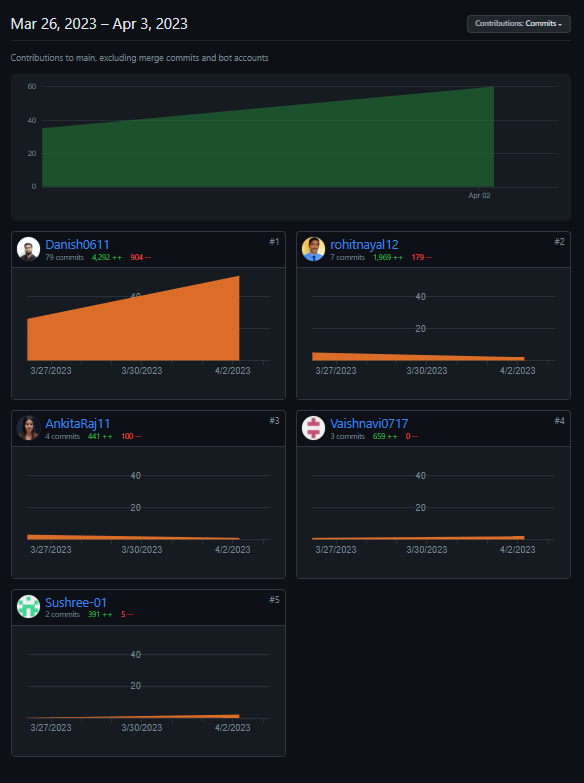 Mar 26, 2023 – Apr 3, 2023
Contributions: Commits
Contributions to main, excluding merge commits and bot accounts
60
40
20
0
Apr 02
Danish0611
#1
79 commits 4,292 ++ 904 --
40
3/27/2023 3/30/2023 4/2/2023
rohitnayal12
#2
7 commits 1,969 ++ 179 --
40
20
3/27/2023 3/30/2023 4/2/2023
AnkitaRaj11
#3
4 commits 441 ++ 100 --
40
20
3/27/2023 3/30/2023 4/2/2023
Vaishnavi0717
#4
3 commits 659 ++ 0 --
40
20
3/27/2023 3/30/2023 4/2/2023
Sushree-01
#5
2 commits 391 ++ 5 --
40
20
3/27/2023 3/30/2023 4/2/2023